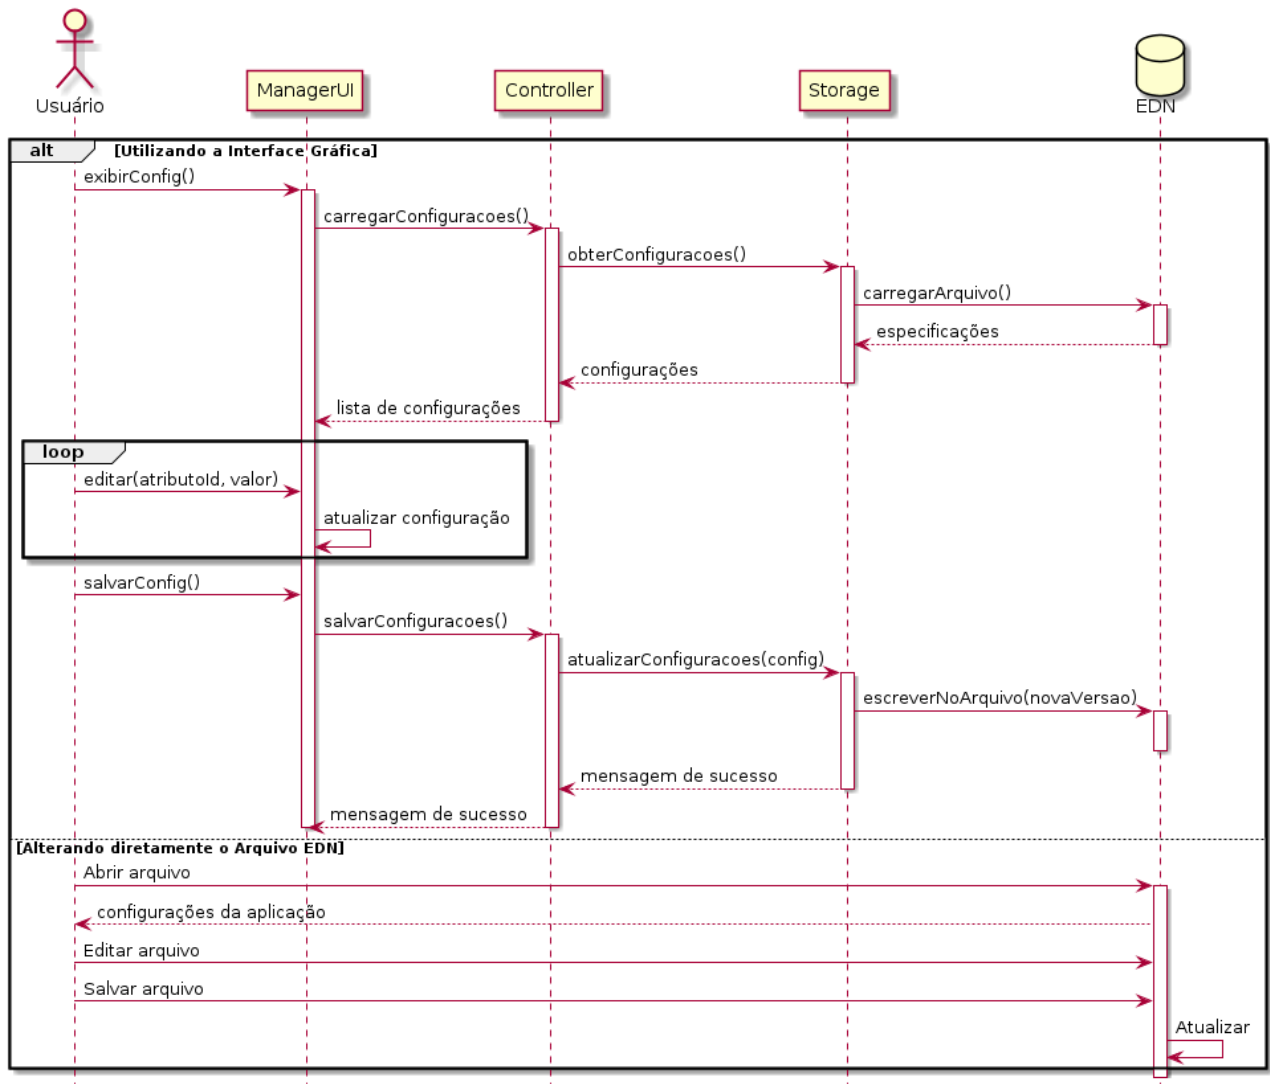 Usuário
ManagerUI
Controller
Storage
EDN
alt
[Utilizando a Interface Gráfica]
exibirConfig()
carregarConfiguracoes()
obterConfiguracoes()
carregarArquivo()
especificações
configurações
lista de configurações
loop
editar(atributoId, valor)
atualizar configuração
salvarConfig()
salvarConfiguracoes()
atualizarConfiguracoes(config)
escreverNoArquivo(novaVersao)
mensagem de sucesso
mensagem de sucesso
[Alterando diretamente o Arquivo EDN]
Abrir arquivo
configurações da aplicação
Editar arquivo
Salvar arquivo
Atualizar